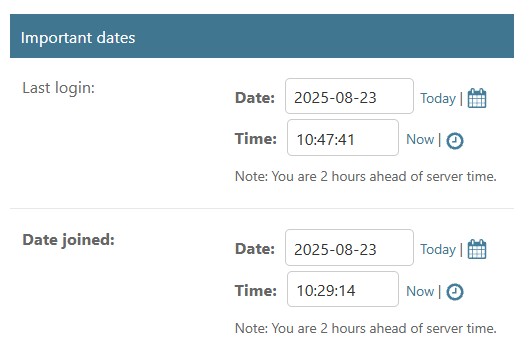 Important dates
Last login:
Date: 2025-08-23 Today |
Time: 10:47:41 Now |
Note: You are 2 hours ahead of server time.
Date joined:
Date: 2025-08-23 Today |
Time: 10:29:14 Now |
Note: You are 2 hours ahead of server time.